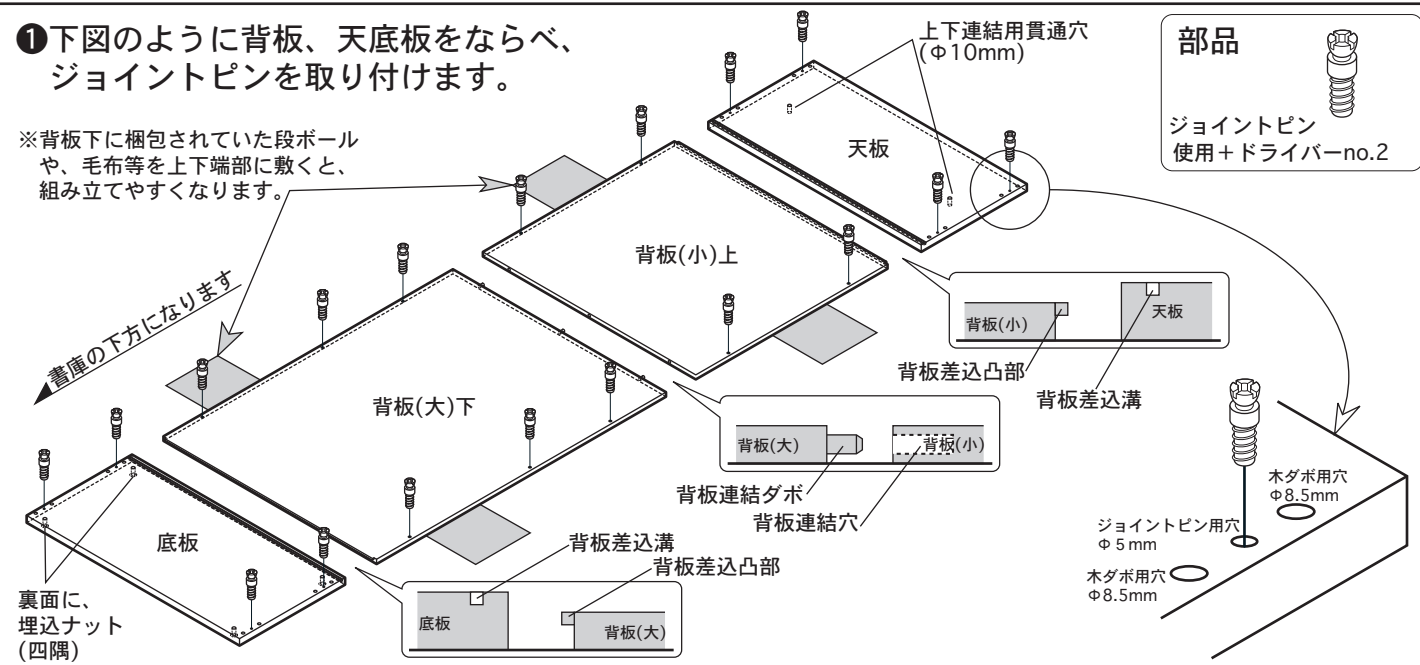 ❶下図のように背板、天底板をならべ、
ジョイントピンを取り付けます。
※背板下に梱包されていた段ボール
や、毛布等を上下端部に敷くと、
組み立てやすくなります。
上下連結用貫通穴
(Φ10mm)
部品
ジョイントピン
使用＋ドライバーno.2
天板
背板(小)上
書庫の下方になります
背板(大)下
底板
裏面に、
埋込ナット
(四隅)
背板(小)
天板
背板差込凸部
背板差込溝
背板(大)
背板(小)
背板連結ダボ
背板連結穴
背板差込溝
背板差込凸部
底板
背板(大)
木ダボ用穴
Φ8.5mm
ジョイントピン用穴
Φ５mm
木ダボ用穴
Φ8.5mm